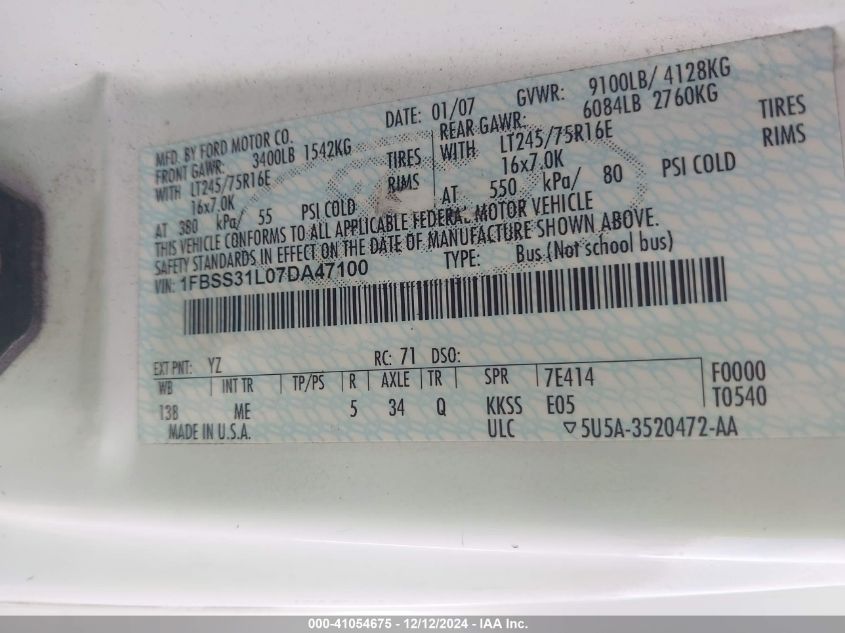 MFD. BY FORD MOTOR CO.
FRONT GAWR: 3400LB 1542KG
WITH LT245/75R16E TIRES
16x7.0K RIMS
AT 380 kPa/ 55 PSI COLD
DATE: 01/07 GVWR: 9100LB/ 4128KG
REAR GAWR: 6084LB 2760KG
WITH LT245/75R16E TIRES
16x7.0K RIMS
AT 550 kPa/ 80 PSI COLD
THIS VEHICLE CONFORMS TO ALL APPLICABLE FEDERAL MOTOR VEHICLE
SAFETY STANDARDS IN EFFECT ON THE DATE OF MANUFACTURE SHOWN ABOVE.
VIN: 1FBSS31L07DA47100 TYPE: Bus (Not school bus)
EXT PNT: YZ RC: 71 DSO:
WB INT TR TP/PS R AXLE TR SPR 7E414 F0000
138 ME 5 34 Q KKSS E05 T0540
MADE IN U.S.A. ULC ▽5U5A-3520472-AA
000-41054675 - 12/12/2024 - IAA Inc.